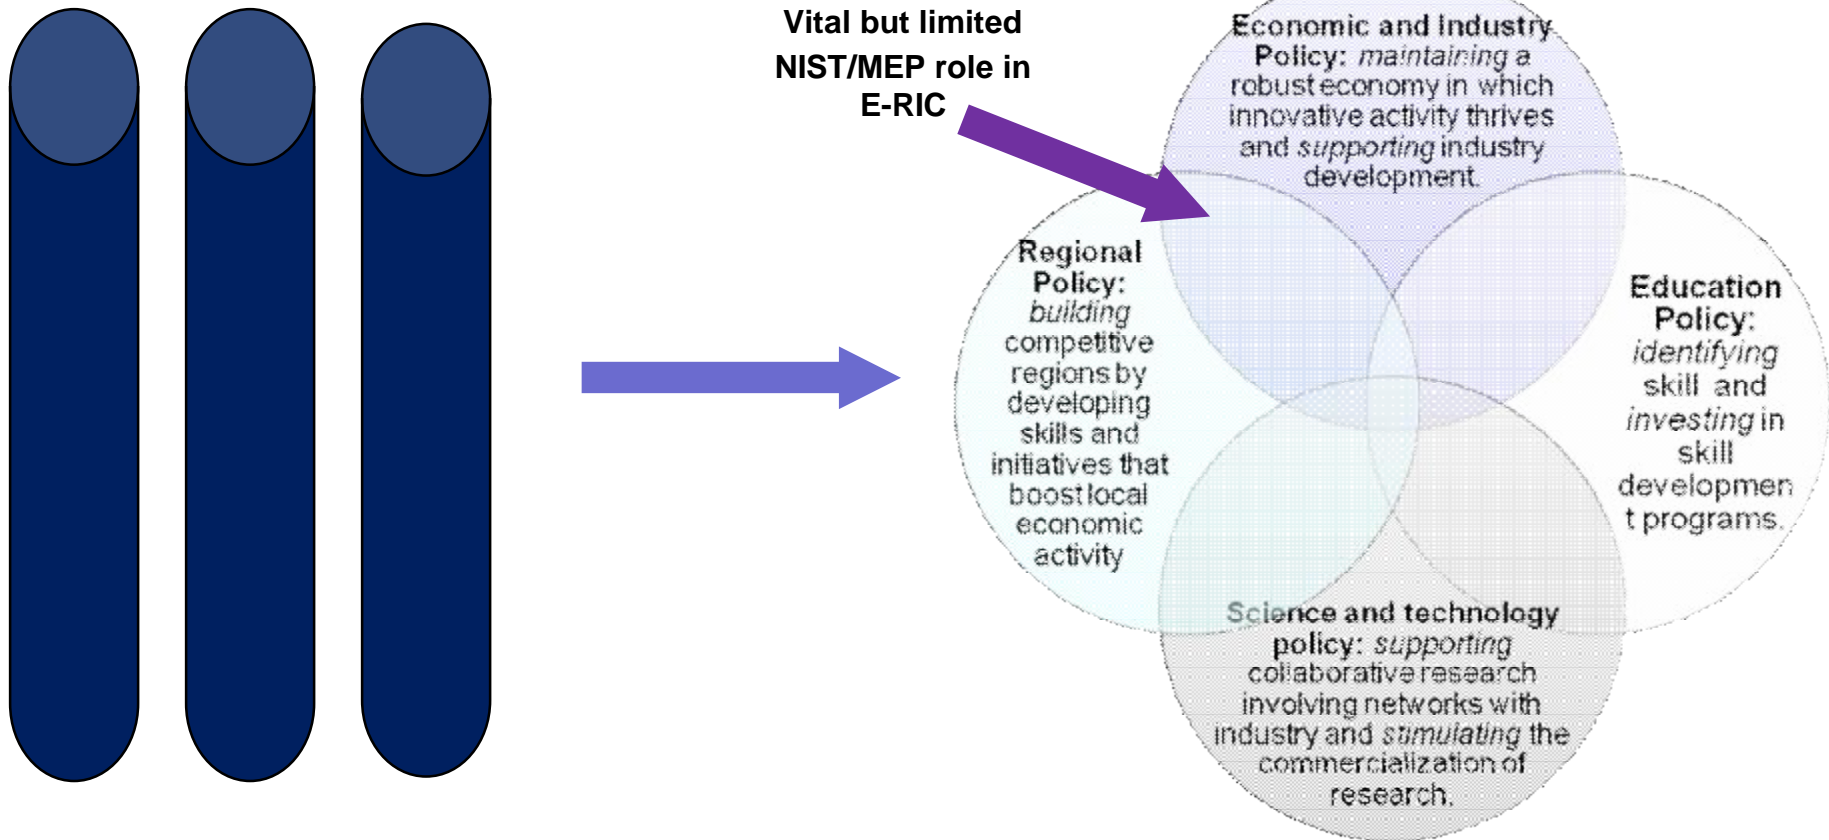 Vital but limited
NIST/MEP role in
E-RIC
Economic and Industry
Policy: maintaining a
robust economy in which
innovative activity thrives
and supporting industry
development.
Regional
Policy:
building
competitive
regions by
developing
skills and
initiatives that
boost local
economic
activity
Education
Policy:
identifying
skill and
investing in
skill
developmen
t programs.
Science and technology
policy: supporting
collaborative research
involving networks with
industry and stimulating the
commercialization of
research.